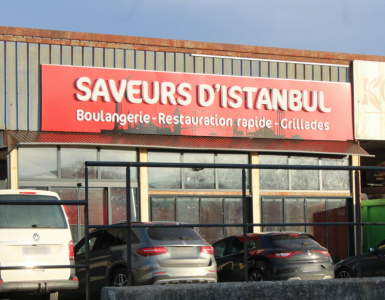 SAVEURS D'ISTANBUL
Boulangerie - Restauration rapide - Grillades